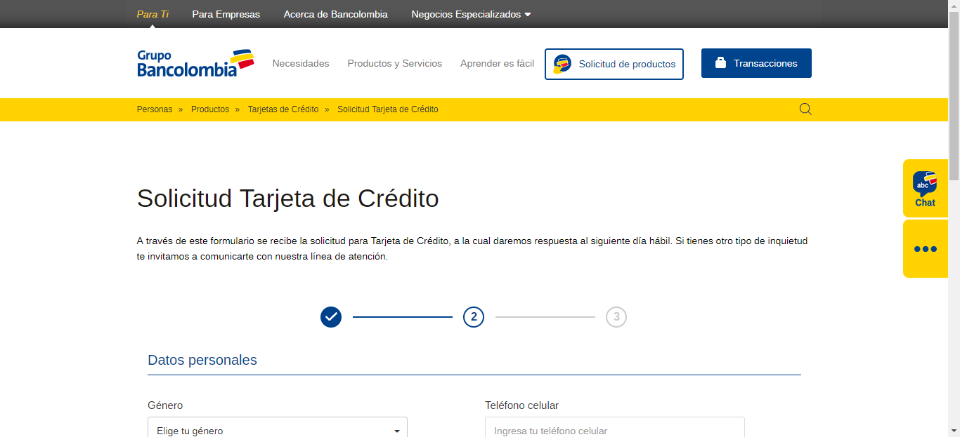 Para Ti Para Empresas Acerca de Bancolombia Negocios Especializados
Grupo
Bancolombia
Necesidades Productos y Servicios Aprender es fácil Solicitud de productos Transacciones
Personas » Productos » Tarjetas de Crédito » Solicitud Tarjeta de Crédito
abc
Chat
Solicitud Tarjeta de Crédito
A través de este formulario se recibe la solicitud para Tarjeta de Crédito, a la cual daremos respuesta al siguiente día hábil. Si tienes otro tipo de inquietud
te invitamos a comunicarte con nuestra línea de atención.
2 3
Datos personales
Género Teléfono celular
Elige tu género Ingresa tu teléfono celular